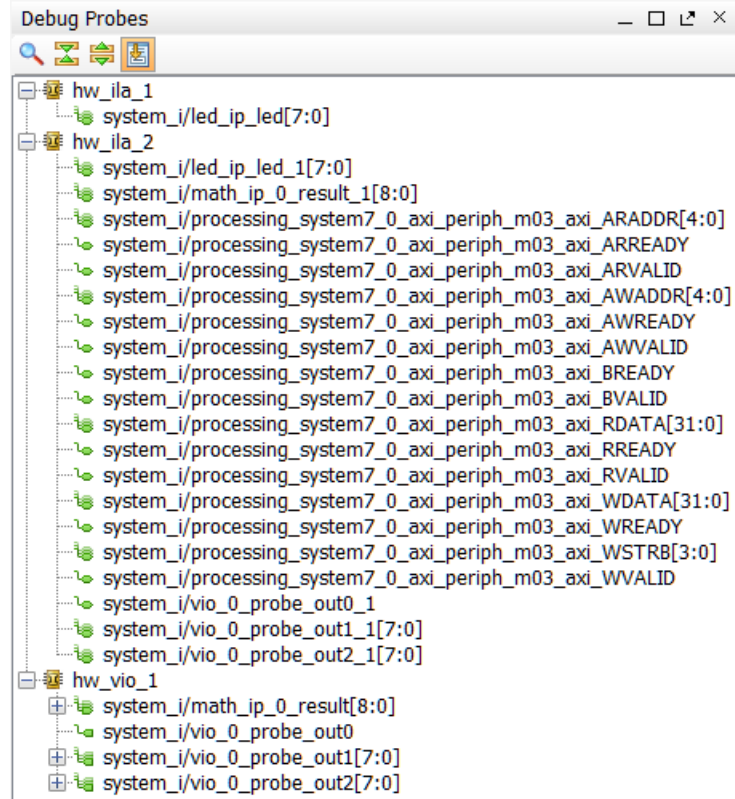 Debug Probes
hw_ila_1
system_i/led_ip_led[7:0]
hw_ila_2
system_i/led_ip_led_1[7:0]
system_i/math_ip_0_result_1[8:0]
system_i/processing_system7_0_axi_periph_m03_axi_ARADDR[4:0]
system_i/processing_system7_0_axi_periph_m03_axi_ARREADY
system_i/processing_system7_0_axi_periph_m03_axi_ARVALID
system_i/processing_system7_0_axi_periph_m03_axi_AWADDR[4:0]
system_i/processing_system7_0_axi_periph_m03_axi_AWREADY
system_i/processing_system7_0_axi_periph_m03_axi_AWVALID
system_i/processing_system7_0_axi_periph_m03_axi_BREADY
system_i/processing_system7_0_axi_periph_m03_axi_BVALID
system_i/processing_system7_0_axi_periph_m03_axi_RDATA[31:0]
system_i/processing_system7_0_axi_periph_m03_axi_RREADY
system_i/processing_system7_0_axi_periph_m03_axi_RVALID
system_i/processing_system7_0_axi_periph_m03_axi_WDATA[31:0]
system_i/processing_system7_0_axi_periph_m03_axi_WREADY
system_i/processing_system7_0_axi_periph_m03_axi_WSTRB[3:0]
system_i/processing_system7_0_axi_periph_m03_axi_WVALID
system_i/vio_0_probe_out0_1
system_i/vio_0_probe_out1_1[7:0]
system_i/vio_0_probe_out2_1[7:0]
hw_vio_1
system_i/math_ip_0_result[8:0]
system_i/vio_0_probe_out0
system_i/vio_0_probe_out1[7:0]
system_i/vio_0_probe_out2[7:0]